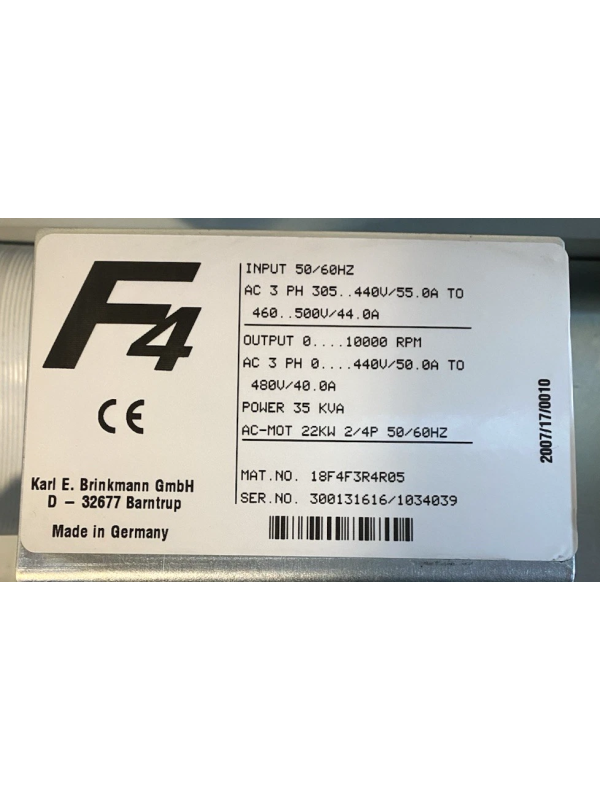 F4
CE
Karl E. Brinkmann GmbH
D – 32677 Barntrup
Made in Germany
INPUT 50/60HZ
AC 3 PH 305..440V/55.0A TO
460..500V/44.0A
OUTPUT 0....10000 RPM
AC 3 PH 0....440V/50.0A TO
480V/40.0A
POWER 35 KVA
AC-MOT 22KW 2/4P 50/60HZ
MAT.NO. 18F4F3R4R05
SER.NO. 300131616/1034039
2007/17/0010